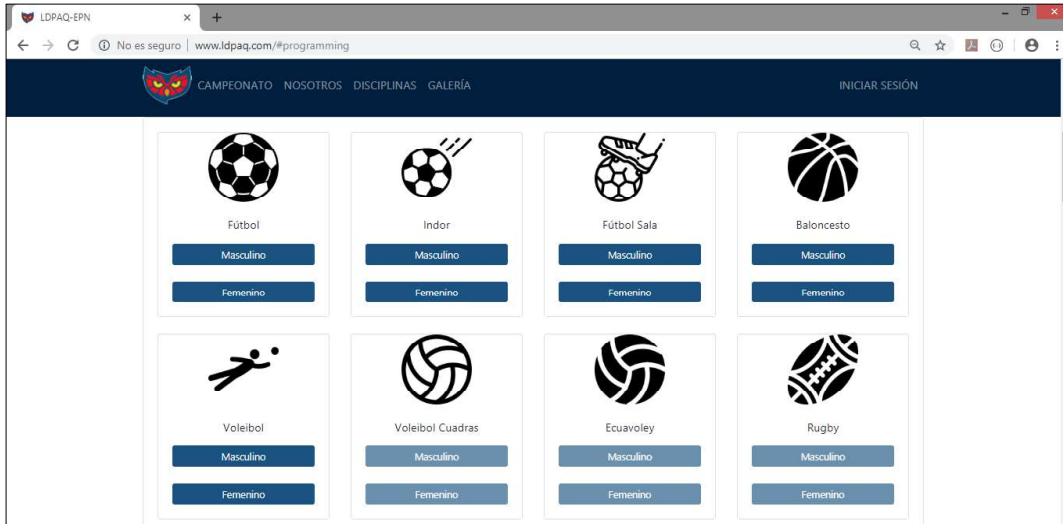 LDPAQ-EPN
No es seguro | www.ldpaq.com/#programming
CAMPEONATO NOSOTROS DISCIPLINAS GALERÍA INICIAR SESIÓN
Fútbol Indor Fútbol Sala Baloncesto
Masculino Masculino Masculino Masculino
Femenino Femenino Femenino Femenino
Voleibol Voleibol Cuadras Ecuavoley Rugby
Masculino Masculino Masculino Masculino
Femenino Femenino Femenino Femenino